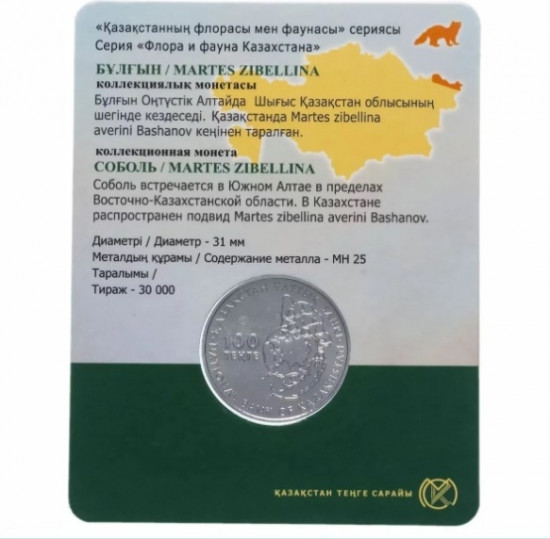 «Қазақстанның флорасы мен фаунасы» сериясы
Серия «Флора и фауна Казахстана»
БҰЛҒЫН / MARTES ZIBELLINA
коллекциялық монетасы
Бұлғын Оңтүстік Алтайда Шығыс Қазақстан облысының
шегінде кездеседі. Қазақстанда Martes zibellina
averini Bashanov кеңінен таралған.
коллекционная монета
СОБОЛЬ / MARTES ZIBELLINA
Соболь встречается в Южном Алтае в пределах
Восточно-Казахстанской области. В Казахстане
распространен подвид Martes zibellina averini Bashanov.
Диаметрі / Диаметр - 31 мм
Металдың құрамы / Содержание металла - МН 25
Таралымы /
Тираж - 30 000
100
ТЕҢГЕ
ҚАЗАҚСТАН ТЕҢГЕ САРАЙЫ